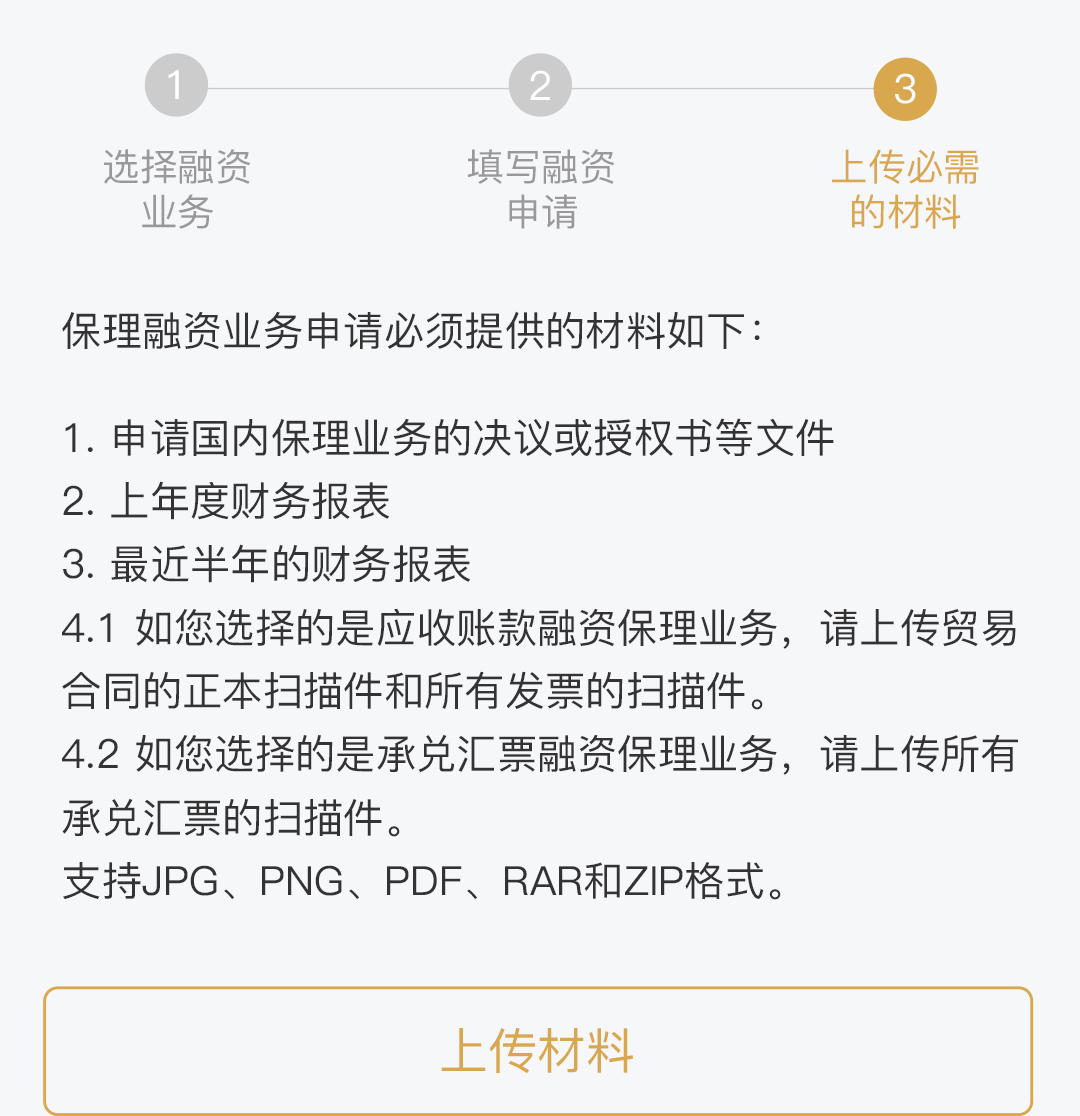 1
2
3
选择融资
业务
填写融资
申请
上传必需
的材料
保理融资业务申请必须提供的材料如下：
1. 申请国内保理业务的决议或授权书等文件
2. 上年度财务报表
3. 最近半年的财务报表
4.1 如您选择的是应收账款融资保理业务，请上传贸易
合同的正本扫描件和所有发票的扫描件。
4.2 如您选择的是承兑汇票融资保理业务，请上传所有
承兑汇票的扫描件。
支持JPG、PNG、PDF、RAR和ZIP格式。
上传材料